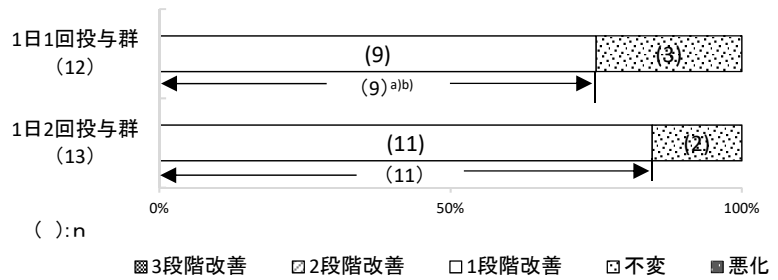 1日1回投与群
（12）
(9)
(3)
（9）a)b)
1日2回投与群
（13）
(11)
(2)
（11）
0%
50%
100%
（ ）:n
3段階改善
2段階改善
1段階改善
不変
悪化